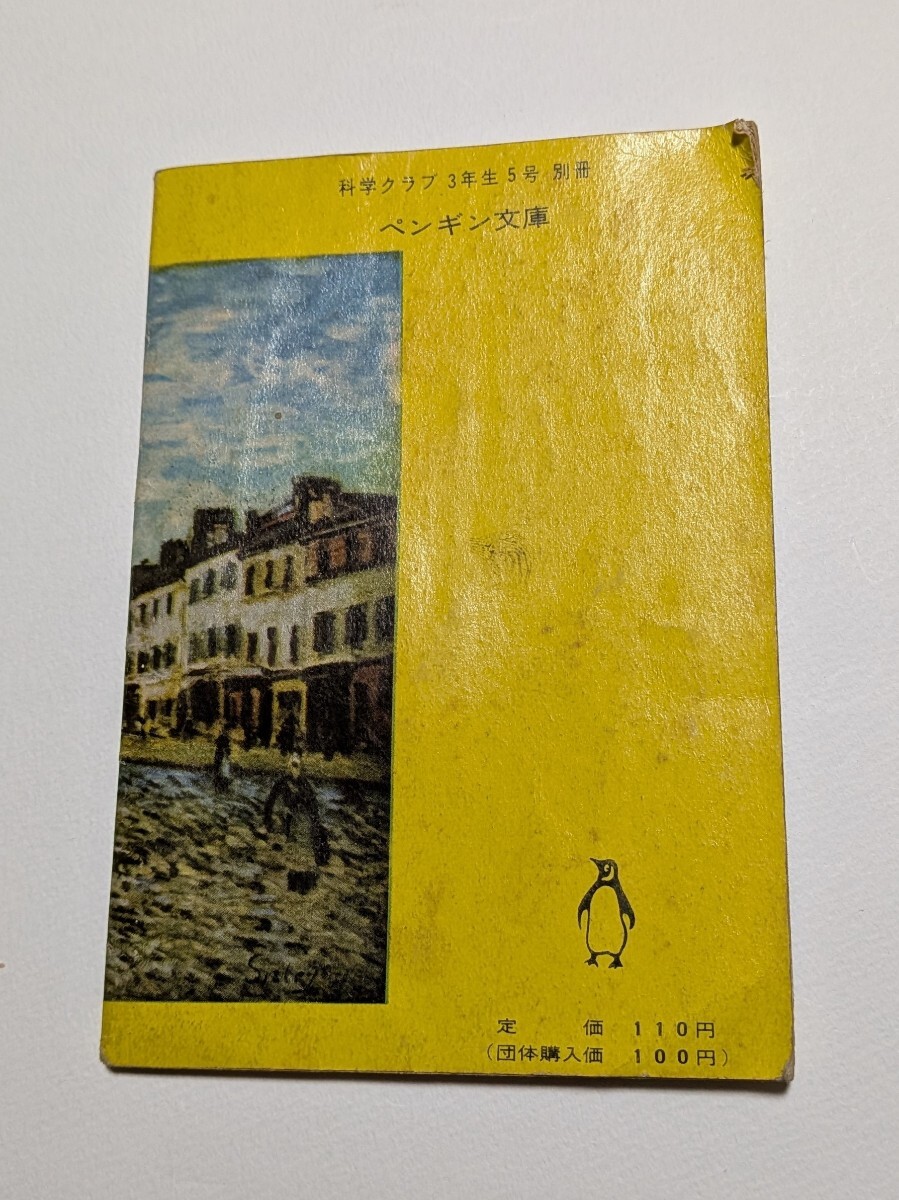 科学クラブ 3年生5号 別冊
ペンギン文庫
定 価 110円
(団体購入価 100円)